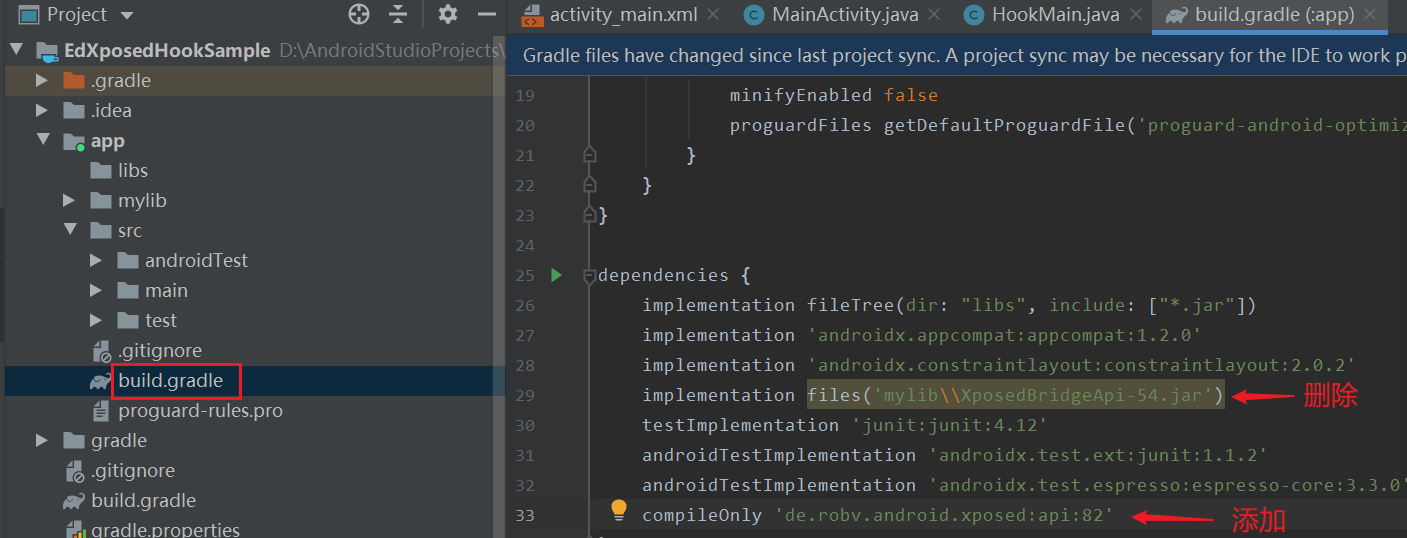 Project
EdXposedHookSample D:\AndroidStudioProjects\
.gradle
.idea
app
libs
mylib
src
androidTest
main
test
.gitignore
build.gradle
proguard-rules.pro
gradle
.gitignore
build.gradle
gradle.properties
activity_main.xml
MainActivity.java
HookMain.java
build.gradle (:app)
Gradle files have changed since last project sync. A project sync may be necessary for the IDE to work p
19 minifyEnabled false
20 proguardFiles getDefaultProguardFile('proguard-android-optimiz
21 }
22 }
23 }
24
25 dependencies {
26 implementation fileTree(dir: "libs", include: ["*.jar"])
27 implementation 'androidx.appcompat:appcompat:1.2.0'
28 implementation 'androidx.constraintlayout:constraintlayout:2.0.2'
29 implementation files('mylib\\XposedBridgeApi-54.jar') 删除
30 testImplementation 'junit:junit:4.12'
31 androidTestImplementation 'androidx.test.ext:junit:1.1.2'
32 androidTestImplementation 'androidx.test.espresso:espresso-core:3.3.0'
33 compileOnly 'de.robv.android.xposed:api:82' 添加